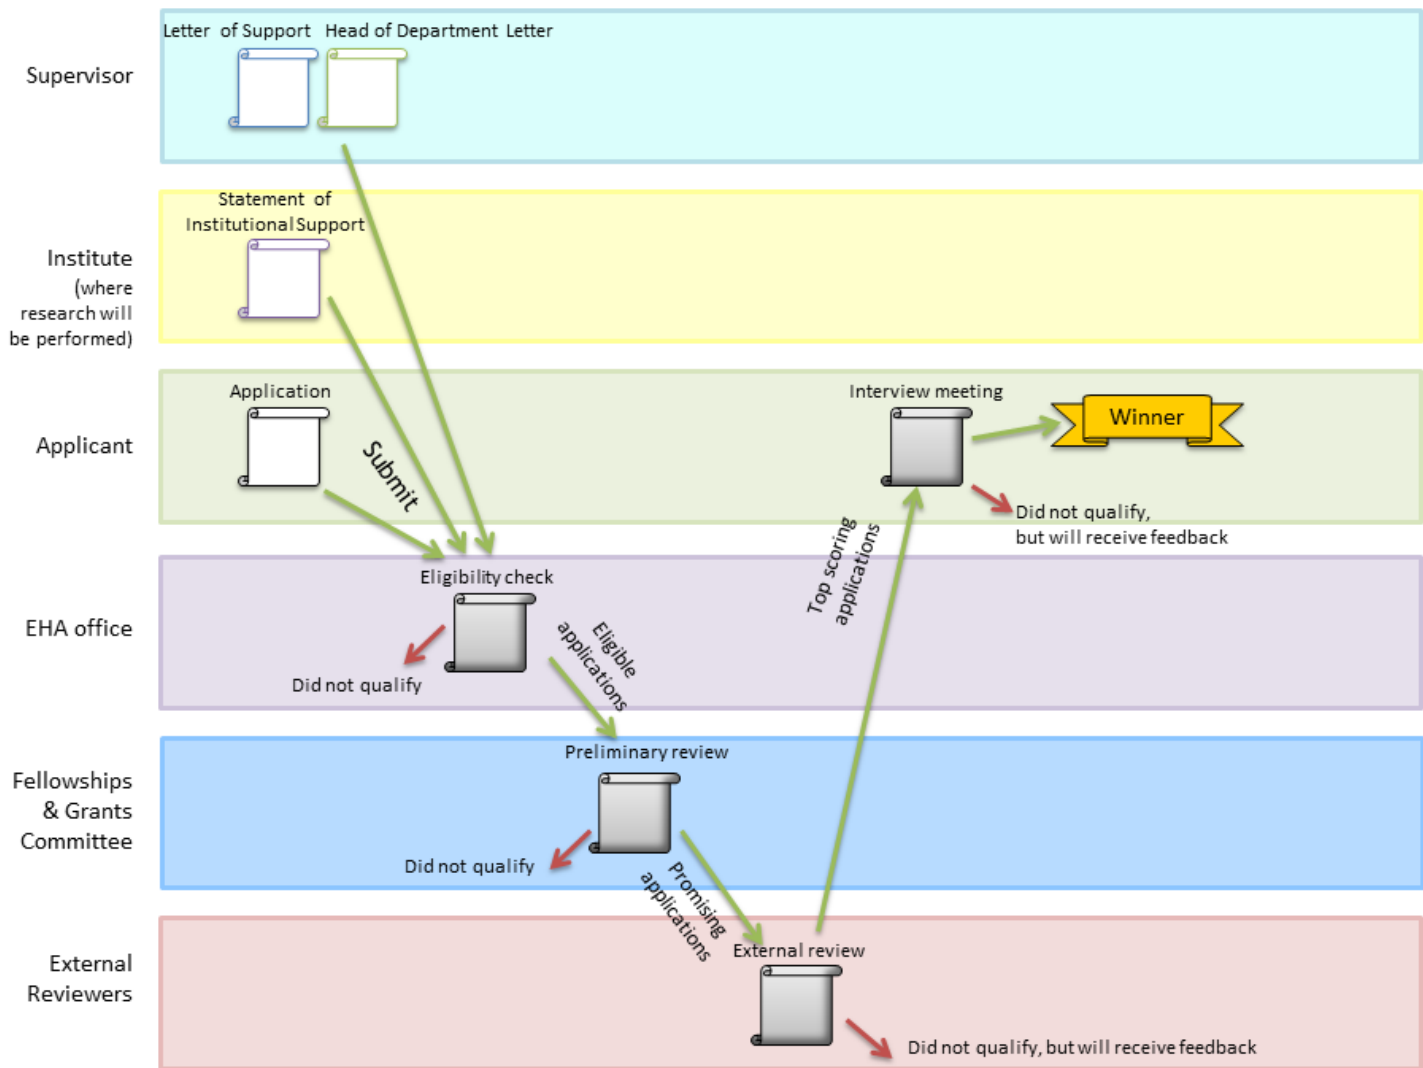 Letter of Support Head of Department Letter
Supervisor
Statement of
Institutional Support
Institute
(where
research will
be performed)
Application
Interview meeting
Winner
Applicant
Submit
Did not qualify,
but will receive feedback
Top scoring
applications
Eligibility check
EHA office
Eligible
applications
Did not qualify
Preliminary review
Fellowships
& Grants
Committee
Did not qualify
Promising
applications
External review
External
Reviewers
Did not qualify, but will receive feedback